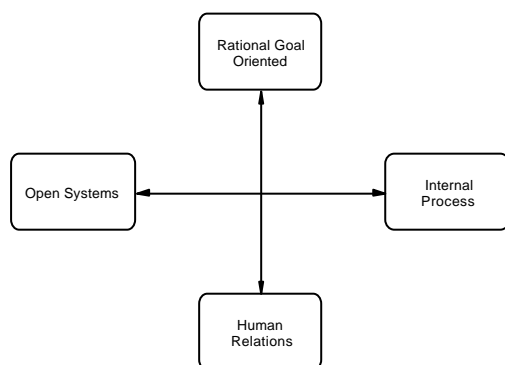 Rational Goal
Oriented
Open Systems
Internal
Process
Human
Relations